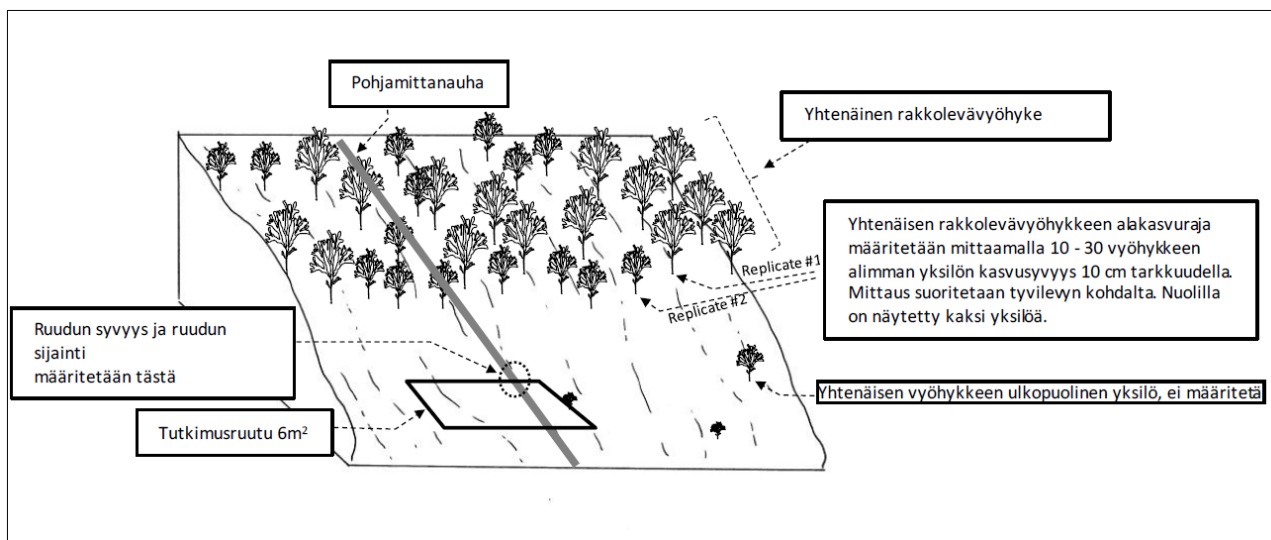 Pohjamittanauha
Yhtenäinen rakkolevävyöhyke
Yhtenäisen rakkolevävyöhykkeen alakasvuraja
määritetään mittaamalla 10 - 30 vyöhykkeen
alimman yksilön kasvusyvyys 10 cm tarkkuudella.
Mittaus suoritetaan tyvilevyn kohdalta. Nuolilla
on näytetty kaksi yksilöä.
Replicate #1
Replicate #2
Ruudun syvyys ja ruudun
sijainti
määritetään tästä
Yhtenäisen vyöhykkeen ulkopuolinen yksilö, ei määritetä
Tutkimusruutu 6m²